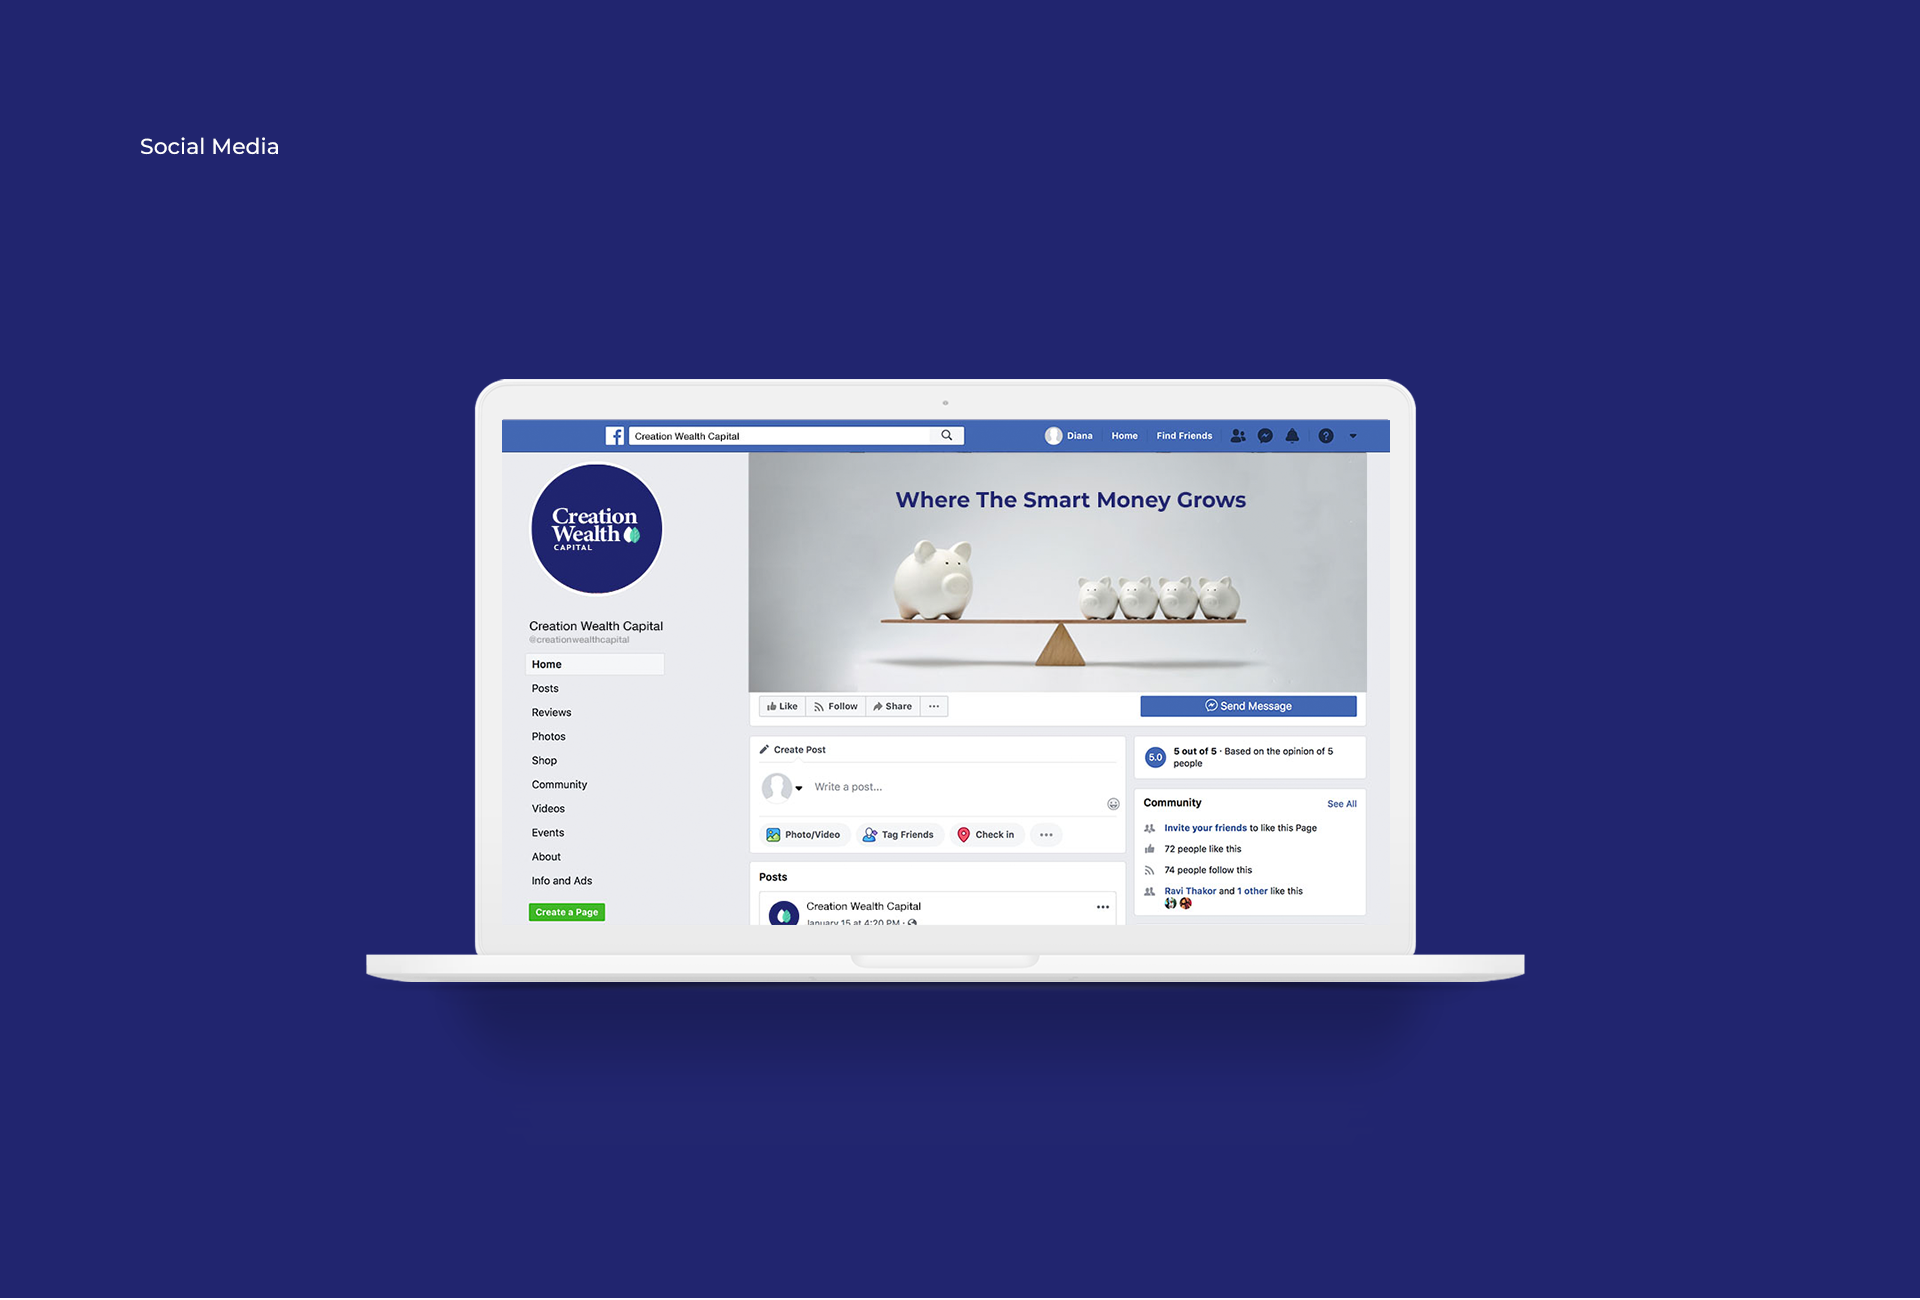 Social Media
Creation Wealth Capital
Diana
Home
Find Friends
Creation
Wealth
CAPITAL
Creation Wealth Capital
@creationwealthcapital
Home
Posts
Reviews
Photos
Shop
Community
Videos
Events
About
Info and Ads
Create a Page
Where The Smart Money Grows
Like
Follow
Share
Send Message
Create Post
Write a post...
Photo/Video
Tag Friends
Check in
Posts
Creation Wealth Capital
January 15 at 4:20 PM ·
5.0
5 out of 5 · Based on the opinion of 5
people
Community
See All
Invite your friends to like this Page
72 people like this
74 people follow this
Ravi Thakor and 1 other like this